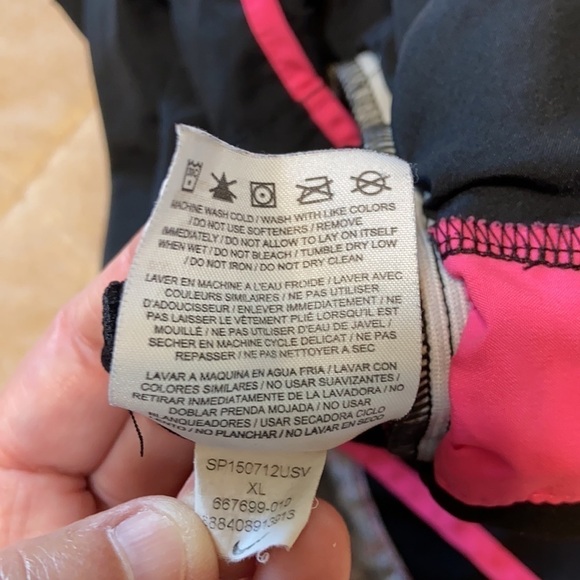 MACHINE WASH COLD / WASH WITH LIKE COLORS
/ DO NOT USE SOFTENERS / REMOVE
IMMEDIATELY / DO NOT ALLOW TO LAY ON ITSELF
WHEN WET / DO NOT BLEACH / TUMBLE DRY LOW
/ DO NOT IRON / DO NOT DRY CLEAN
LAVER EN MACHINE A L'EAU FROIDE / LAVER AVEC
COULEURS SIMILAIRES / NE PAS UTILISER
D'ADOUCISSEUR / ENLEVER IMMEDIATEMENT / NE
PAS LAISSER LE VÊTEMENT PLIÉ LORSQU'IL EST
MOUILLÉ / NE PAS UTILISER D'EAU DE JAVEL /
SECHER EN MACHINE CYCLE DELICAT / NE PAS
REPASSER / NE PAS NETTOYER A SEC
LAVAR A MAQUINA EN AGUA FRIA / LAVAR CON
COLORES SIMILARES / NO USAR SUAVIZANTES /
RETIRAR INMEDIATAMENTE DE LA LAVADORA / NO
DOBLAR PRENDA MOJADA / NO USAR
BLANQUEADORES / USAR SECADORA CICLO
/ NO PLANCHAR / NO LAVAR EN SECO
SP150712USV
XL
667699-010